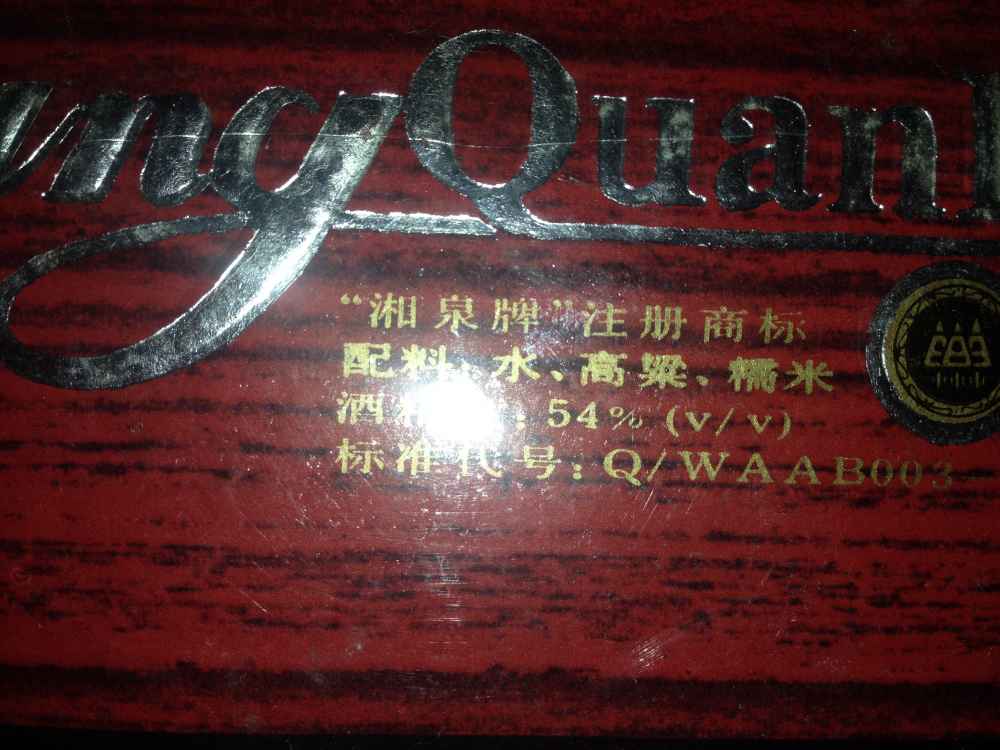 angQuan
“湘泉牌”注册商标
配料:水、高粱、糯米
酒:54%(v/v)
标准代号:Q/WAAB003